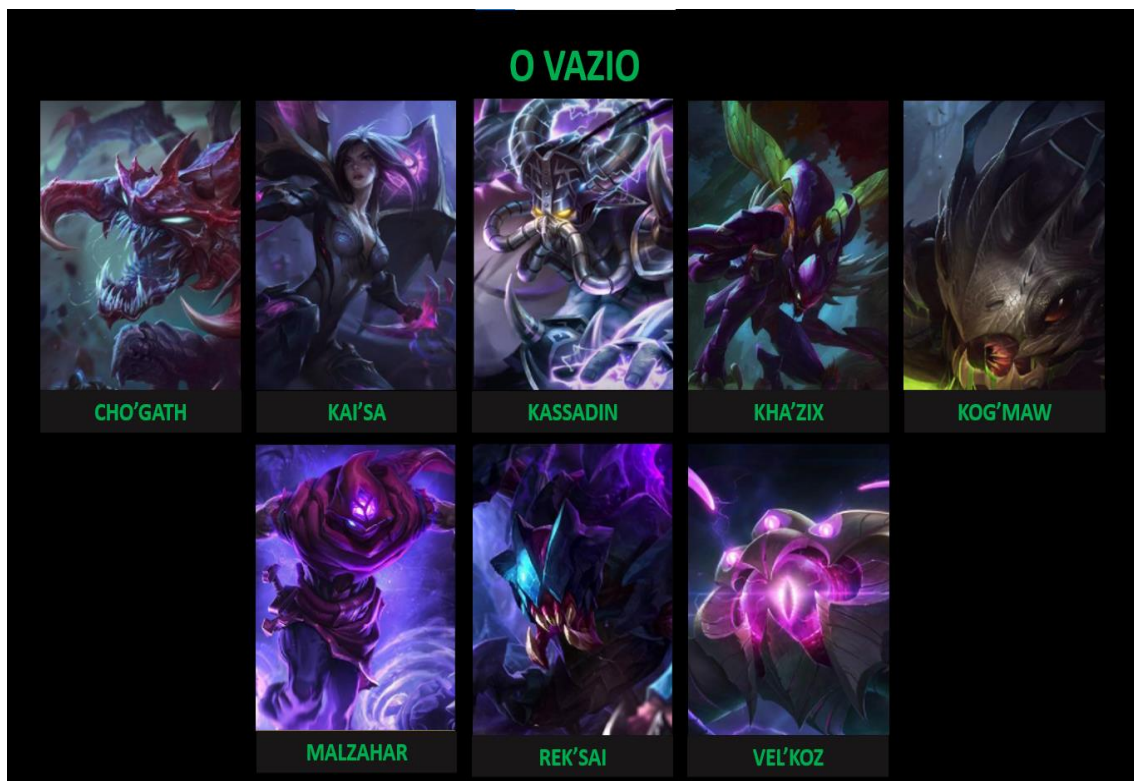 O VAZIO
CHO'GATH
KAI'SA
KASSADIN
KHA'ZIX
KOG'MAW
MALZAHAR
REK'SAI
VEL'KOZ